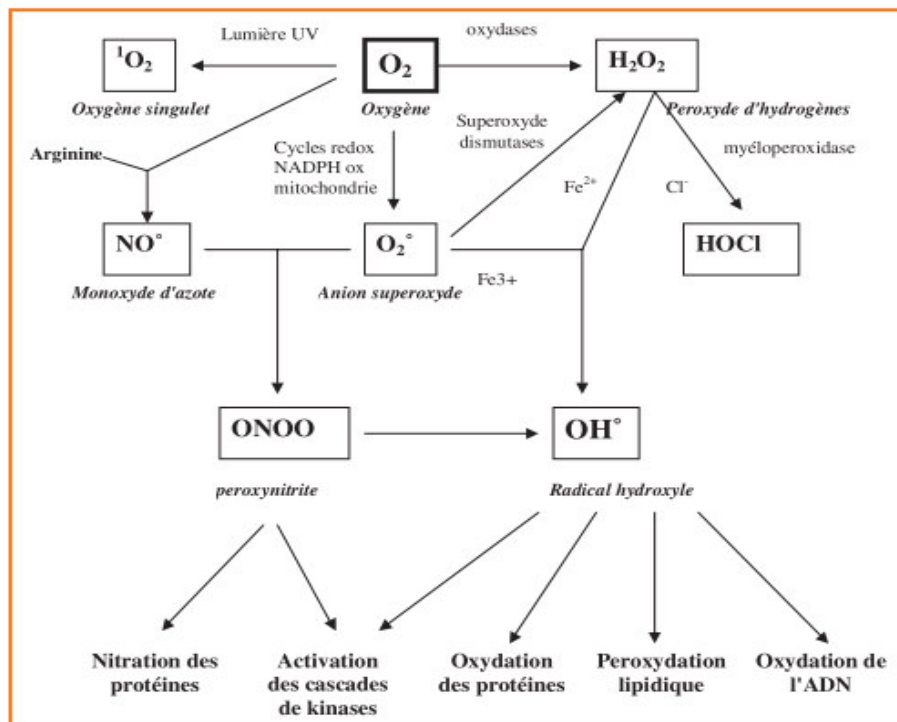 Lumière UV
oxydases
¹O₂
O₂
H₂O₂
Oxygène singulet
Oxygène
Peroxyde d'hydrogènes
Arginine
Cycles redox
NADPH ox
mitochondrie
Superoxyde
dismutases
myéloperoxidase
Fe²⁺
Cl⁻
NO°
O₂°
HOCl
Monoxyde d'azote
Anion superoxyde
Fe3+
ONOO
OH°
peroxynitrite
Radical hydroxyle
Nitration des
protéines
Activation
des cascades
de kinases
Oxydation
des protéines
Peroxydation
lipidique
Oxydation de
l'ADN